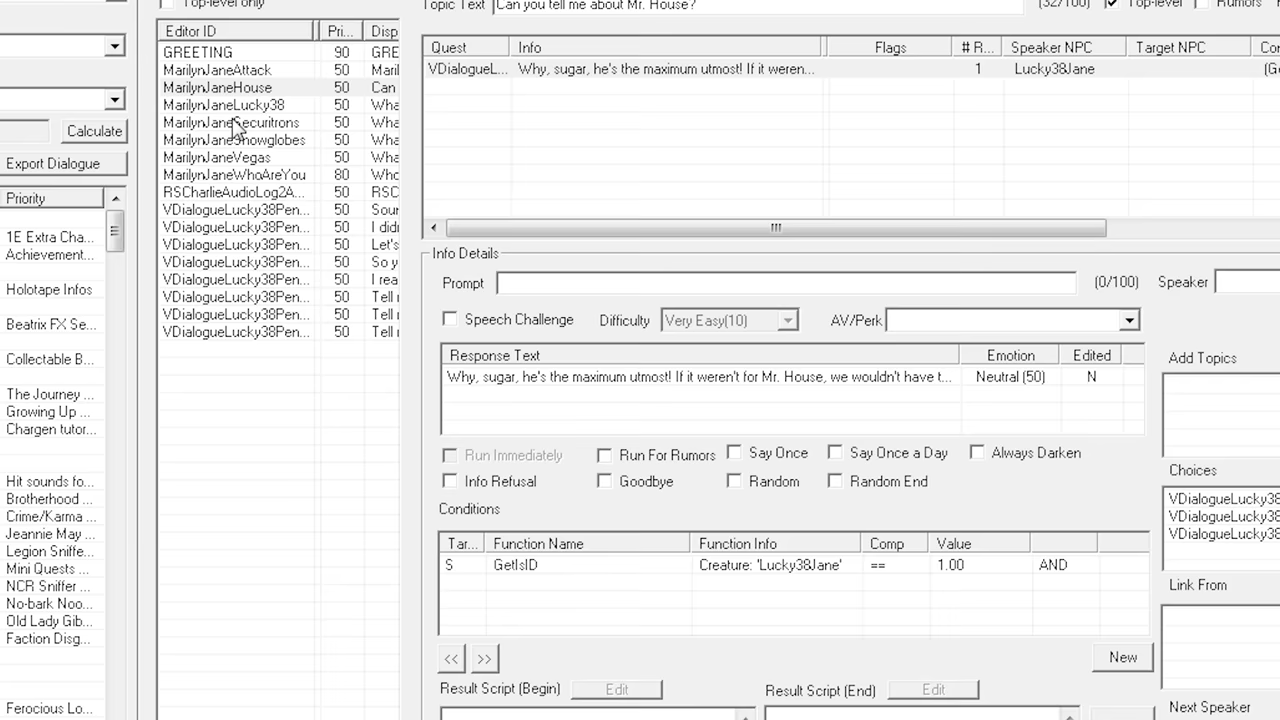 Top-level only
Topic Text Can you tell me about Mr. House? (32/100) Top-level Rumors
Editor ID Pri... Disp
GREETING 90 GRE
MarilynJaneAttack 50 Maril
MarilynJaneHouse 50 Can
MarilynJaneLucky38 50 Wha
MarilynJaneSecuritrons 50 Wha
MarilynJaneSnowglobes 50 Wha
MarilynJaneVegas 50 Wha
MarilynJaneWhoAreYou 80 Who
RSCharlieAudioLog2A... 50 RSC
VDialogueLucky38Pen... 50 Sour
VDialogueLucky38Pen... 50 I didr
VDialogueLucky38Pen... 50 Let's
VDialogueLucky38Pen... 50 So y
VDialogueLucky38Pen... 50 I rea
VDialogueLucky38Pen... 50 Tell r
VDialogueLucky38Pen... 50 Tell r
VDialogueLucky38Pen... 50 Tell r
Quest Info Flags # R... Speaker NPC Target NPC Cor
VDialogueL... Why, sugar, he's the maximum utmost! If it weren... 1 Lucky38Jane (Ge
Calculate
Export Dialogue
Priority
1E Extra Cha...
Achievement...
Holotape Infos
Beatrix FX Se...
Collectable B...
The Journey ...
Growing Up ...
Chargen tutor...
Hit sounds fo...
Brotherhood ...
Crime/Karma ...
Jeannie May ...
Legion Sniffe...
Mini Quests ...
NCR Sniffer ...
No-bark Noo...
Old Lady Gib...
Faction Disg...
Ferocious Lo...
Info Details
Prompt (0/100) Speaker
Speech Challenge Difficulty Very Easy(10) AV/Perk
Response Text Emotion Edited
Why, sugar, he's the maximum utmost! If it weren't for Mr. House, we wouldn't have t... Neutral (50) N
Run Immediately Run For Rumors Say Once Say Once a Day Always Darken
Info Refusal Goodbye Random Random End
Conditions
Tar... Function Name Function Info Comp Value
S GetIsID Creature: 'Lucky38Jane' == 1.00 AND
<< >> New
Result Script (Begin) Edit Result Script (End) Edit
Add Topics
Choices
VDialogueLucky38
VDialogueLucky38
VDialogueLucky38
Link From
Next Speaker